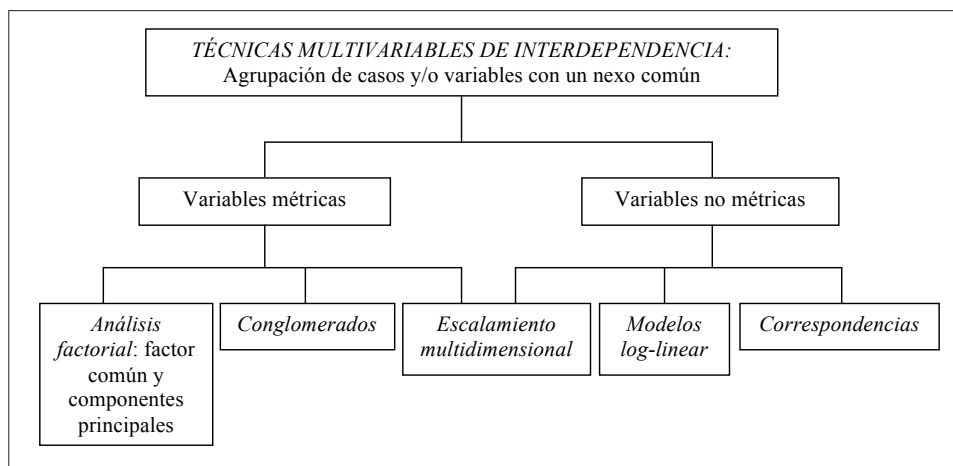 TÉCNICAS MULTIVARIABLES DE INTERDEPENDENCIA:
Agrupación de casos y/o variables con un nexo común
Variables métricas
Variables no métricas
Análisis
factorial: factor
común y
componentes
principales
Conglomerados
Escalamiento
multidimensional
Modelos
log-linear
Correspondencias